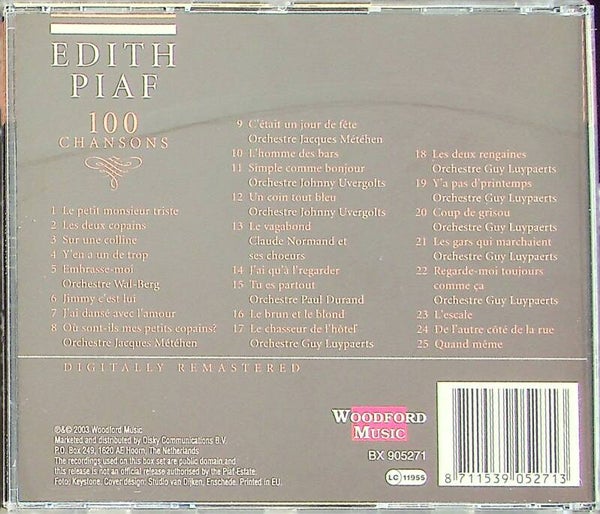 EDITH
PIAF
100
CHANSONS
1 Le petit monsieur triste
2 Les deux copains
3 Sur une colline
4 Y'en a un de trop
5 Embrasse-moi
Orchestre Wal-Berg
6 Jimmy c'est lui
7 J'ai dansé avec l'amour
8 Où sont-ils mes petits copains?
Orchestre Jacques Météhen
9 C'était un jour de fête
Orchestre Jacques Météhen
10 L'homme des bars
11 Simple comme bonjour
Orchestre Johnny Uvergolts
12 Un coin tout bleu
Orchestre Johnny Uvergolts
13 Le vagabond
Claude Normand et
ses choeurs
14 J'ai qu'à l'regarder
15 Tu es partout
Orchestre Paul Durand
16 Le brun et le blond
17 Le chasseur de l'hôtel
Orchestre Guy Luypaerts
18 Les deux rengaines
Orchestre Guy Luypaerts
19 Y'a pas d'printemps
Orchestre Guy Luypaerts
20 Coup de grisou
Orchestre Guy Luypaerts
21 Les gars qui marchaient
Orchestre Guy Luypaerts
22 Regarde-moi toujours
comme ça
Orchestre Guy Luypaerts
23 L'escale
24 De l'autre côté de la rue
25 Quand même
DIGITALLY REMASTERED
℗&© 2003 Woodford Music
Marketed and distributed by Disky Communications B.V.
P.O. Box 249, 1620 AE Hoorn, The Netherlands
The recordings used on this box set are public domain and
this release is not an official release authorised by the Piaf-Estate.
Foto: Keystone. Cover design: Studio van Dijken, Enschede. Printed in EU.
WOODFORD
MUSIC
BX 905271
LC 11955
8 711539 052713